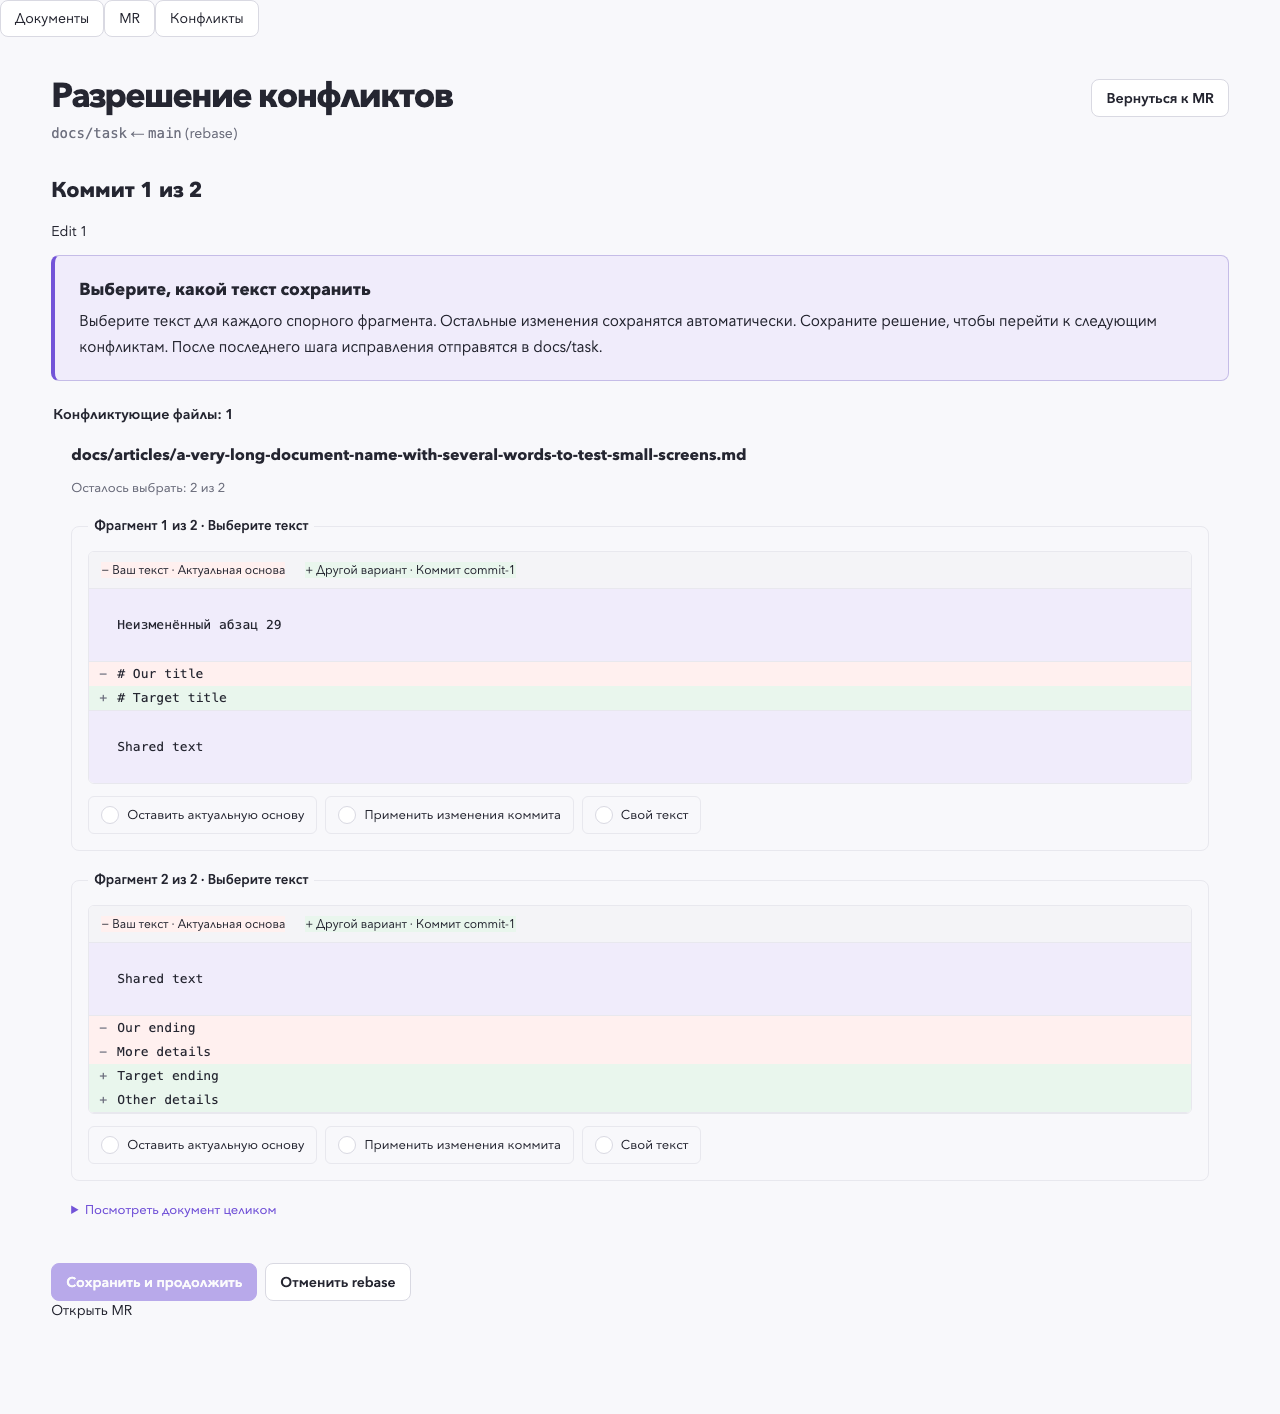 Документы MR Конфликты
Разрешение конфликтов
Вернуться к MR
docs/task ← main (rebase)
Коммит 1 из 2
Edit 1
Выберите, какой текст сохранить
Выберите текст для каждого спорного фрагмента. Остальные изменения сохранятся автоматически. Сохраните решение, чтобы перейти к следующим
конфликтам. После последнего шага исправления отправятся в docs/task.
Конфликтующие файлы: 1
docs/articles/a-very-long-document-name-with-several-words-to-test-small-screens.md
Осталось выбрать: 2 из 2
Фрагмент 1 из 2 · Выберите текст
− Ваш текст · Актуальная основа + Другой вариант · Коммит commit-1
Неизменённый абзац 29
− # Our title
+ # Target title
Shared text
Оставить актуальную основу Применить изменения коммита Свой текст
Фрагмент 2 из 2 · Выберите текст
− Ваш текст · Актуальная основа + Другой вариант · Коммит commit-1
Shared text
− Our ending
− More details
+ Target ending
+ Other details
Оставить актуальную основу Применить изменения коммита Свой текст
▶ Посмотреть документ целиком
Сохранить и продолжить Отменить rebase
Открыть MR